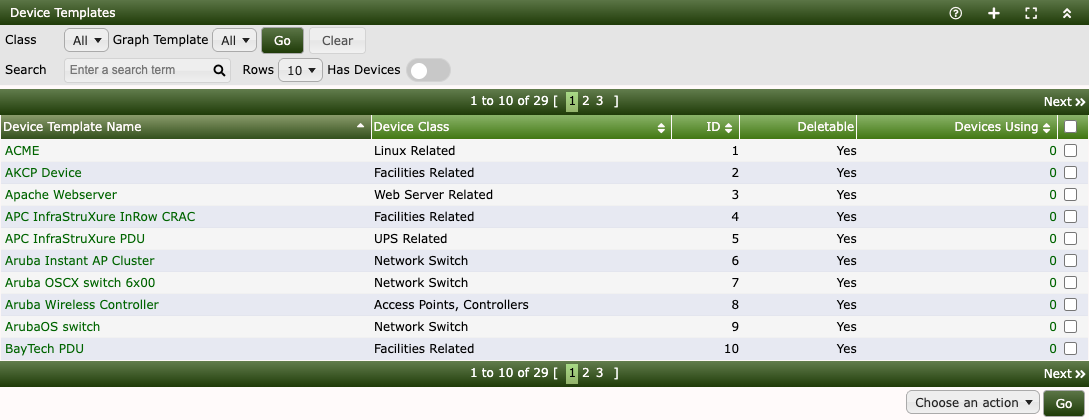 Device Templates
Class All Graph Template All Go Clear
Search Enter a search term Rows 10 Has Devices
1 to 10 of 29 [ 1 2 3 ] Next
Device Template Name Device Class ID Deletable Devices Using
ACME Linux Related 1 Yes 0
AKCP Device Facilities Related 2 Yes 0
Apache Webserver Web Server Related 3 Yes 0
APC InfraStruXure InRow CRAC Facilities Related 4 Yes 0
APC InfraStruXure PDU UPS Related 5 Yes 0
Aruba Instant AP Cluster Network Switch 6 Yes 0
Aruba OSCX switch 6x00 Network Switch 7 Yes 0
Aruba Wireless Controller Access Points, Controllers 8 Yes 0
ArubaOS switch Network Switch 9 Yes 0
BayTech PDU Facilities Related 10 Yes 0
1 to 10 of 29 [ 1 2 3 ] Next
Choose an action Go